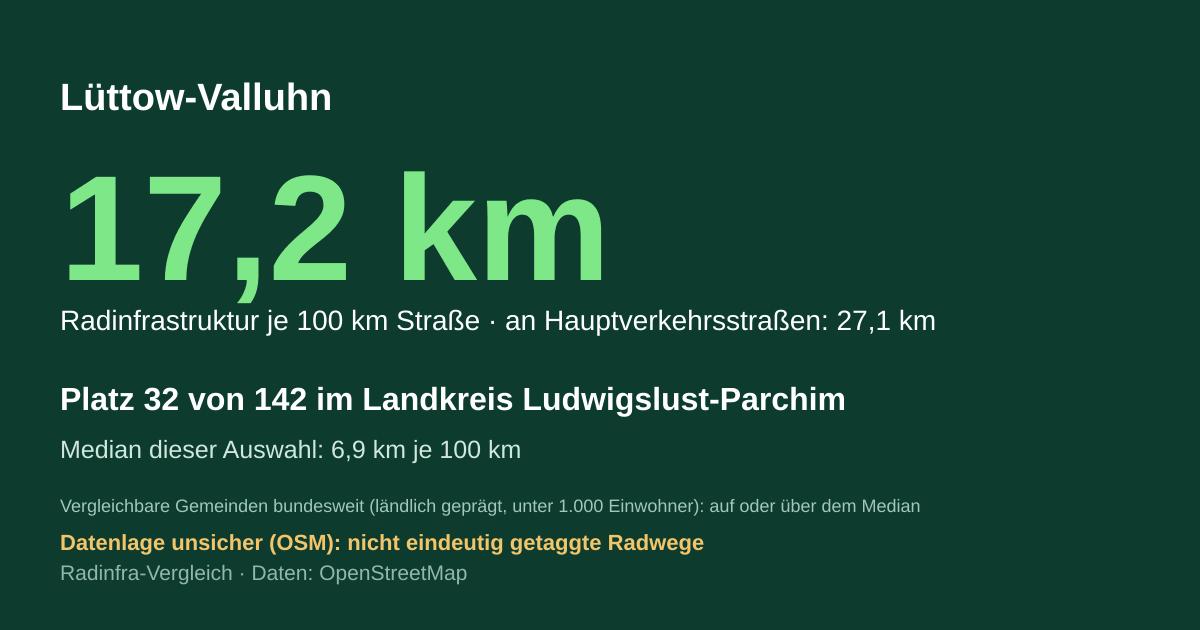 Lüttow-Valluhn
17,2 km
Radinfrastruktur je 100 km Straße · an Hauptverkehrsstraßen: 27,1 km
Platz 32 von 142 im Landkreis Ludwigslust-Parchim
Median dieser Auswahl: 6,9 km je 100 km
Vergleichbare Gemeinden bundesweit (ländlich geprägt, unter 1.000 Einwohner): auf oder über dem Median
Datenlage unsicher (OSM): nicht eindeutig getaggte Radwege
Radinfra-Vergleich · Daten: OpenStreetMap